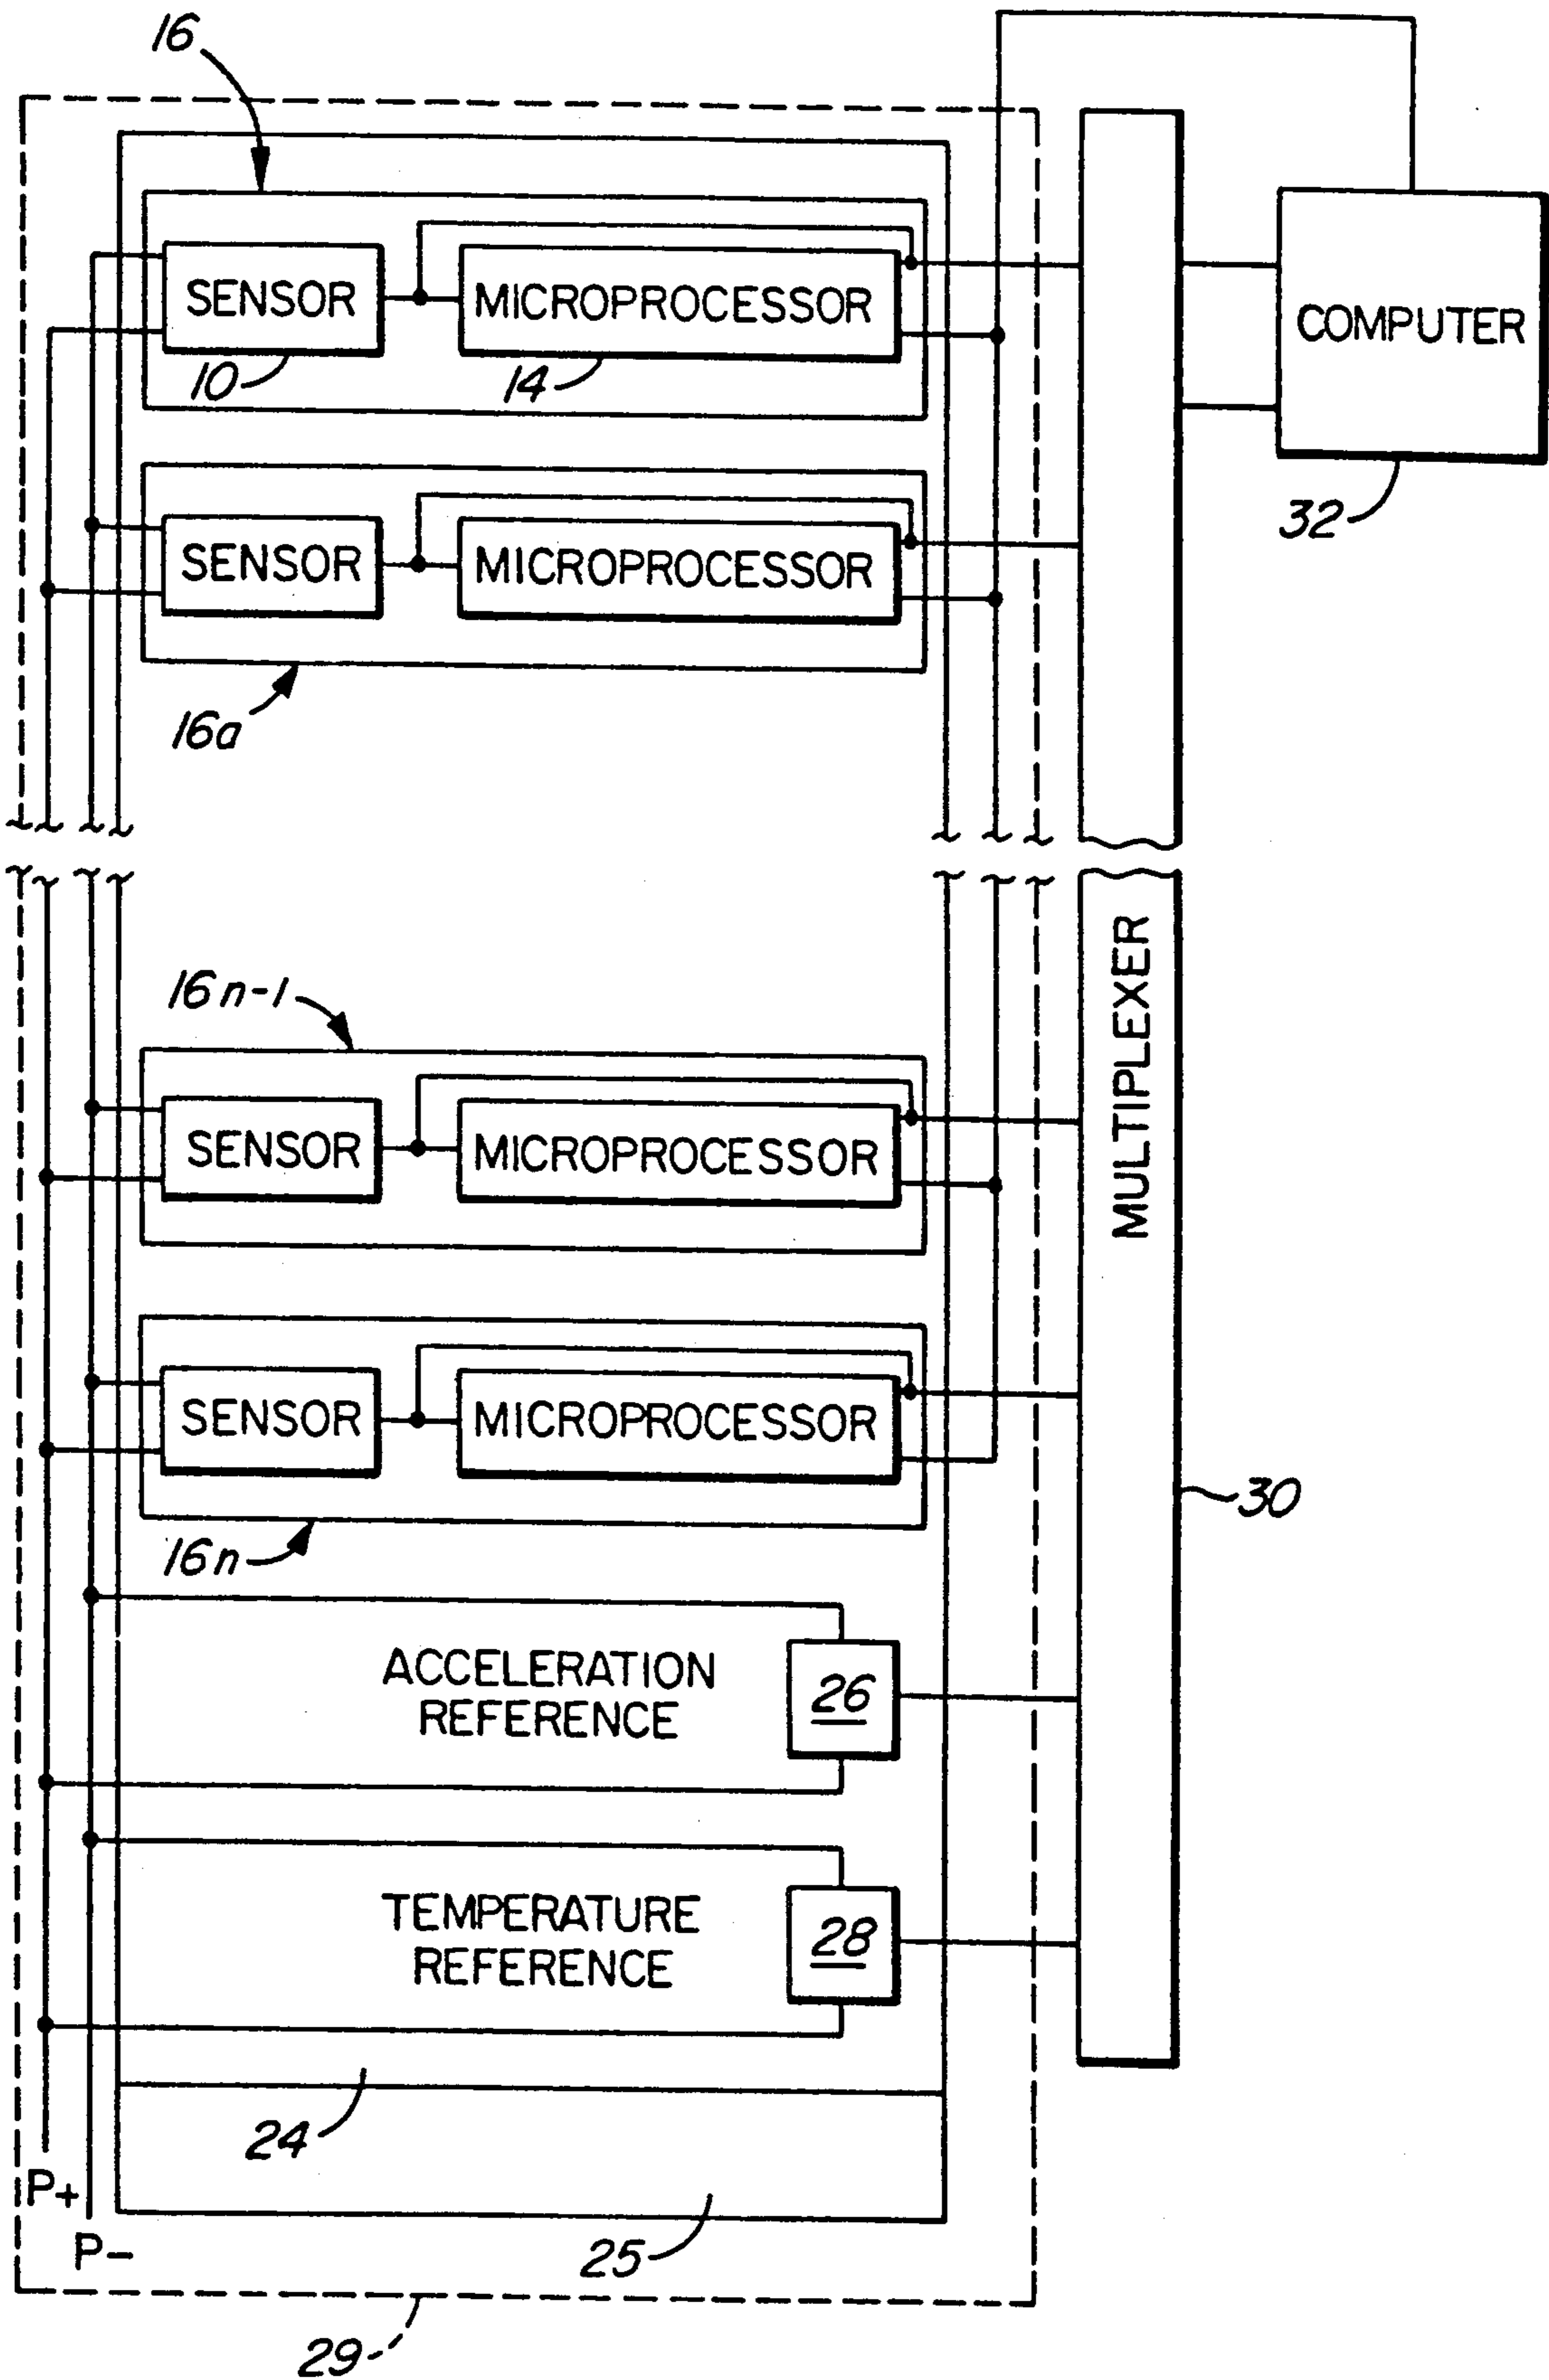 16
SENSOR
MICROPROCESSOR
COMPUTER
10
14
32
SENSOR
MICROPROCESSOR
16a
MULTIPLEXER
16n-1
SENSOR
MICROPROCESSOR
SENSOR
MICROPROCESSOR
30
16n
ACCELERATION
REFERENCE
26
TEMPERATURE
REFERENCE
28
24
P+
P-
25
29